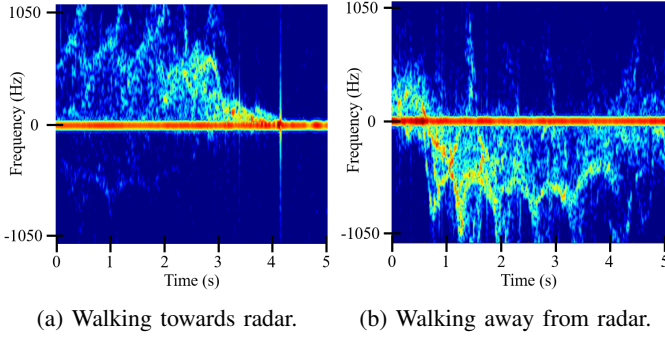 1050
0
-1050
Frequency (Hz)
0 1 2 3 4 5
Time (s)
(a) Walking towards radar.
1050
0
-1050
Frequency (Hz)
0 1 2 3 4 5
Time (s)
(b) Walking away from radar.